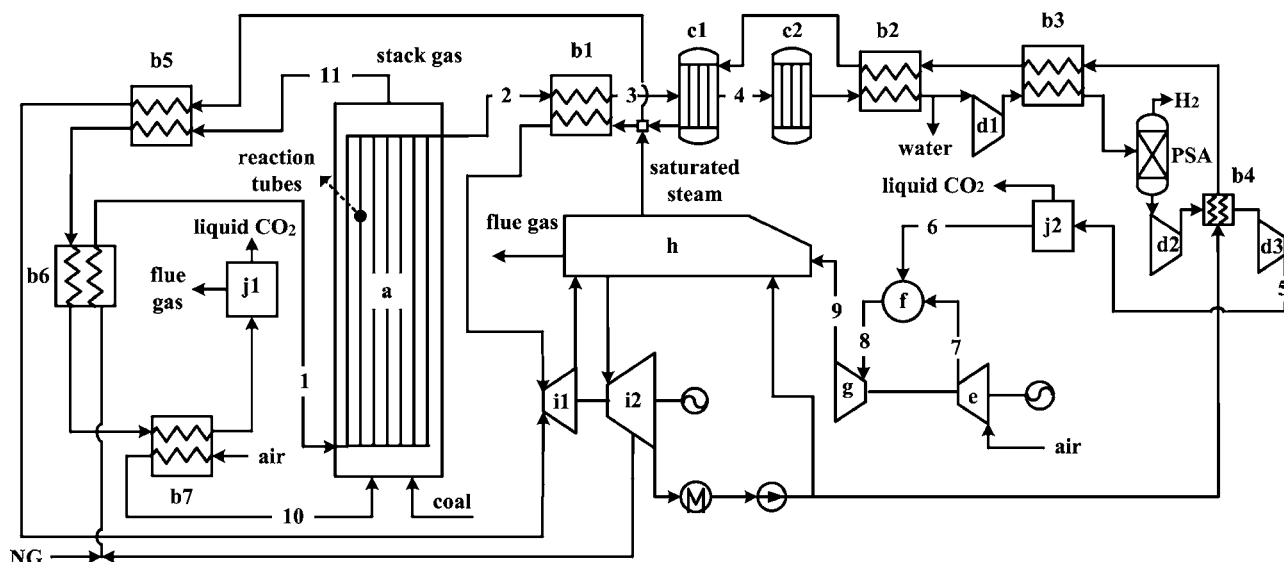 c1
c2
b3
b2
b5
stack gas
b1
11
2
3
4
H2
d1
PSA
water
reaction
tubes
saturated
steam
liquid CO2
b4
liquid CO2
flue gas
6
j2
d2
d3
h
b6
flue
gas
j1
a
f
5
9
8
7
1
g
e
i1
i2
air
b7
air
10
coal
M
NG